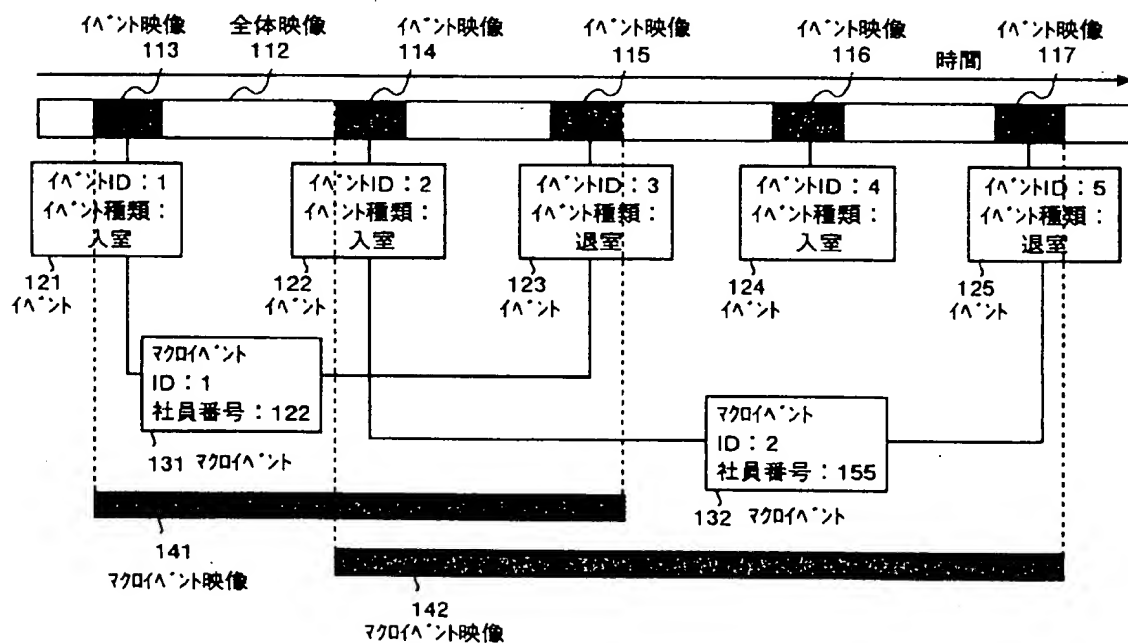 イベント映像
全体映像
イベント映像
イベント映像
イベント映像
イベント映像
113
112
114
115
116
117
時間
イベントID：1
イベント種類：
入室
イベントID：2
イベント種類：
入室
イベントID：3
イベント種類：
退室
イベントID：4
イベント種類：
入室
イベントID：5
イベント種類：
退室
121
イベント
122
イベント
123
イベント
124
イベント
125
イベント
マクロイベント
ID：1
社員番号：122
131 マクロイベント
マクロイベント
ID：2
社員番号：155
132 マクロイベント
141
マクロイベント映像
142
マクロイベント映像